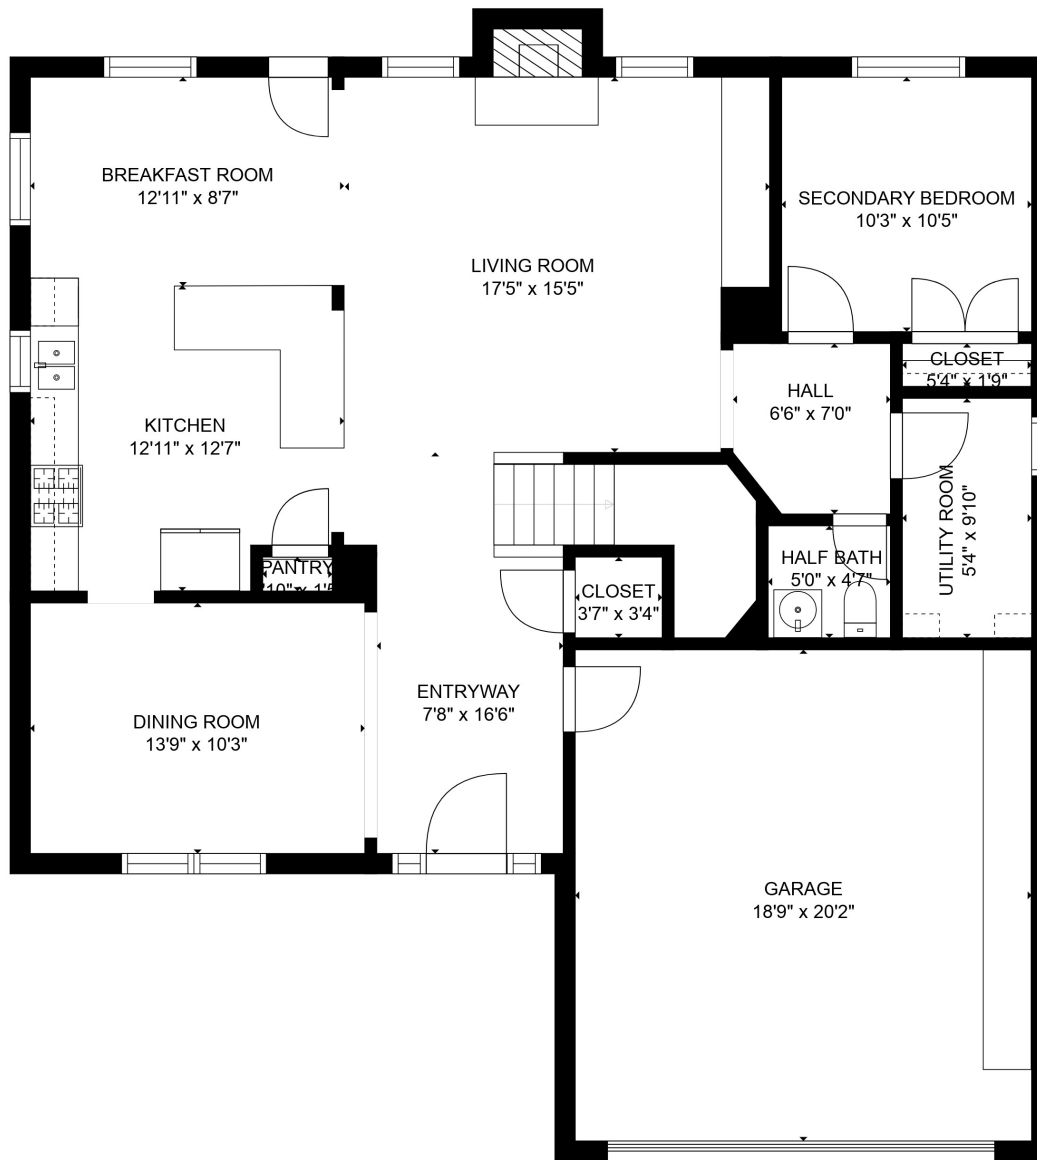 BREAKFAST ROOM
12'11" x 8'7"
LIVING ROOM
17'5" x 15'5"
SECONDARY BEDROOM
10'3" x 10'5"
CLOSET
5'4" x 1'9"
HALL
6'6" x 7'0"
KITCHEN
12'11" x 12'7"
UTILITY ROOM
5'4" x 9'10"
HALF BATH
5'0" x 4'7"
PANTRY
CLOSET
3'7" x 3'4"
ENTRYWAY
7'8" x 16'6"
DINING ROOM
13'9" x 10'3"
GARAGE
18'9" x 20'2"